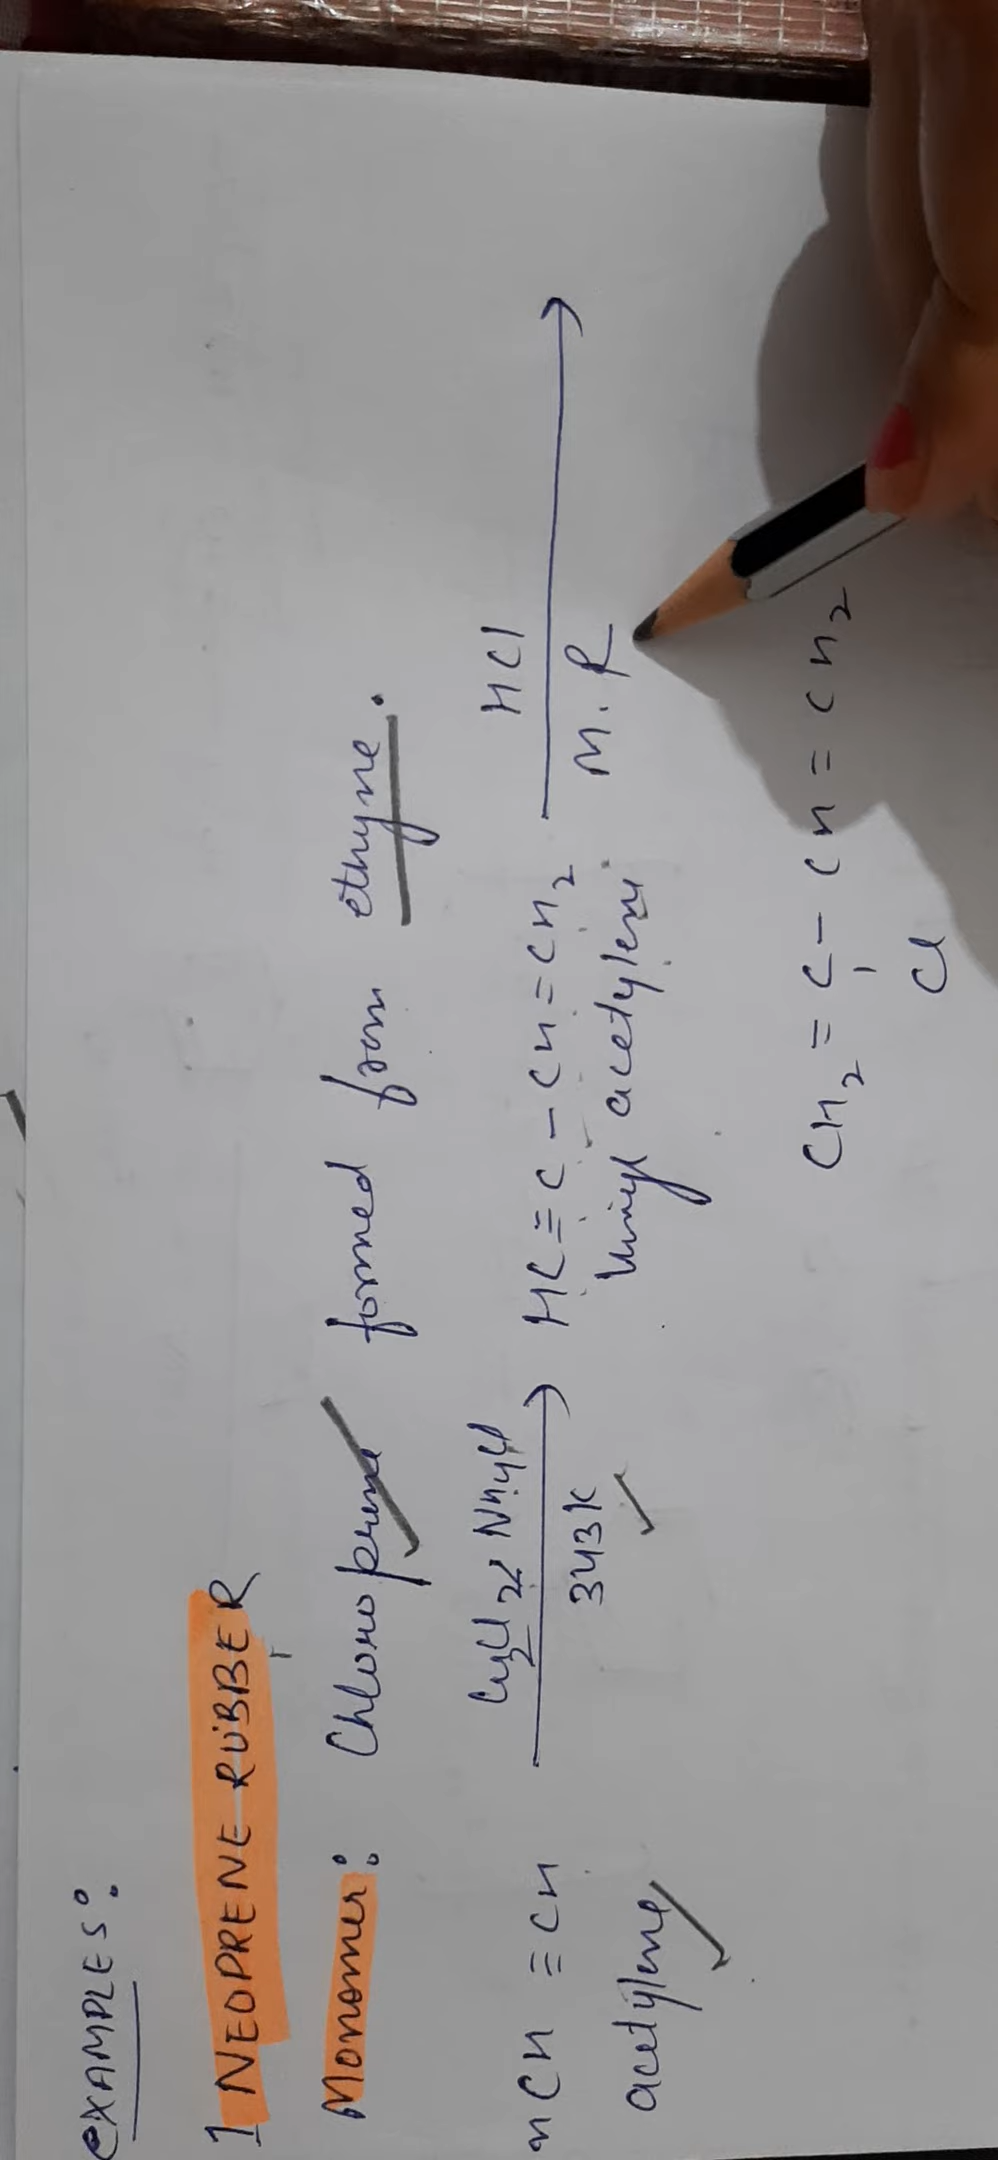 EXAMPLES:
1 NEOPRENE RUBBER
Monomer: Chloroprene formed from ethyne.
nCH ≡ CH Cu2Cl2, NH4Cl 343K HC ≡ C - CH = CH2 HCl M.R
acetylene Vinyl acetylene
CH2 = C - CH = CH2
Cl